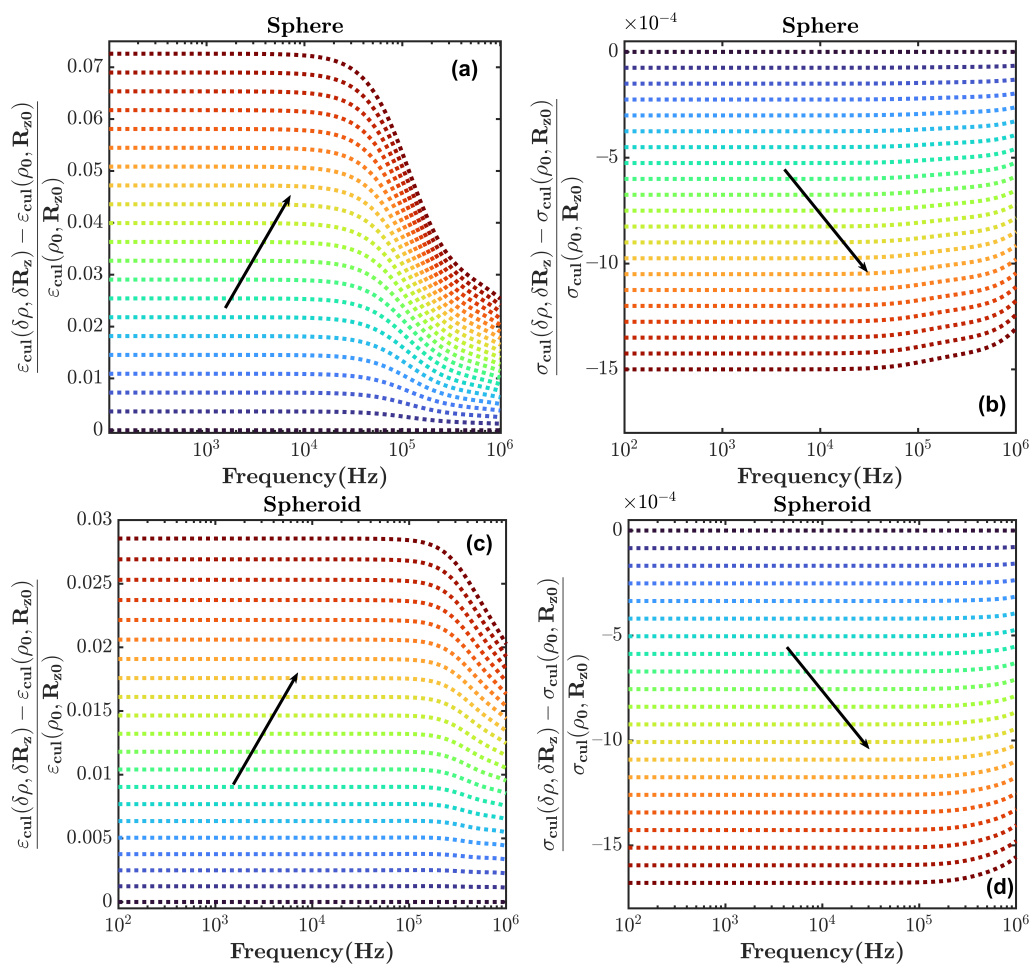 Sphere
(a)
0.07
0.06
0.05
0.04
0.03
0.02
0.01
0
ε_cul(δρ, δR_z) − ε_cul(ρ_0, R_z0)
ε_cul(ρ_0, R_z0)
10^3 10^4 10^5 10^6
Frequency(Hz)
Sphere
×10^−4
0
−5
−10
−15
σ_cul(δρ, δR_z) − σ_cul(ρ_0, R_z0)
σ_cul(ρ_0, R_z0)
(b)
10^2 10^3 10^4 10^5 10^6
Frequency(Hz)
Spheroid
(c)
0.03
0.025
0.02
0.015
0.01
0.005
0
ε_cul(δρ, δR_z) − ε_cul(ρ_0, R_z0)
ε_cul(ρ_0, R_z0)
10^2 10^3 10^4 10^5 10^6
Frequency(Hz)
Spheroid
×10^−4
0
−5
−10
−15
σ_cul(δρ, δR_z) − σ_cul(ρ_0, R_z0)
σ_cul(ρ_0, R_z0)
(d)
10^2 10^3 10^4 10^5 10^6
Frequency(Hz)